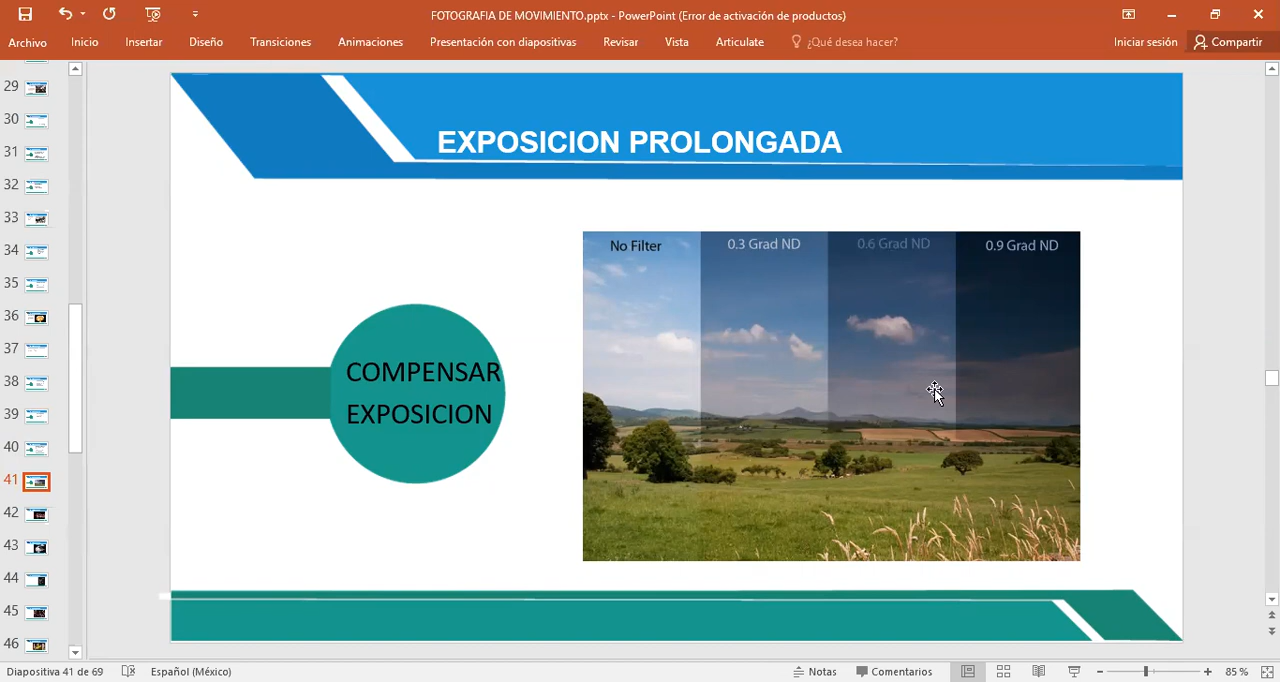 FOTOGRAFIA DE MOVIMIENTO.pptx - PowerPoint (Error de activación de productos)
Archivo Inicio Insertar Diseño Transiciones Animaciones Presentación con diapositivas Revisar Vista Articulate ¿Qué desea hacer? Iniciar sesión Compartir
EXPOSICION PROLONGADA
No Filter 0.3 Grad ND 0.6 Grad ND 0.9 Grad ND
COMPENSAR
EXPOSICION
29
30
31
32
33
34
35
36
37
38
39
40
41
42
43
44
45
46
Diapositiva 41 de 69 Español (México) Notas Comentarios 85 %